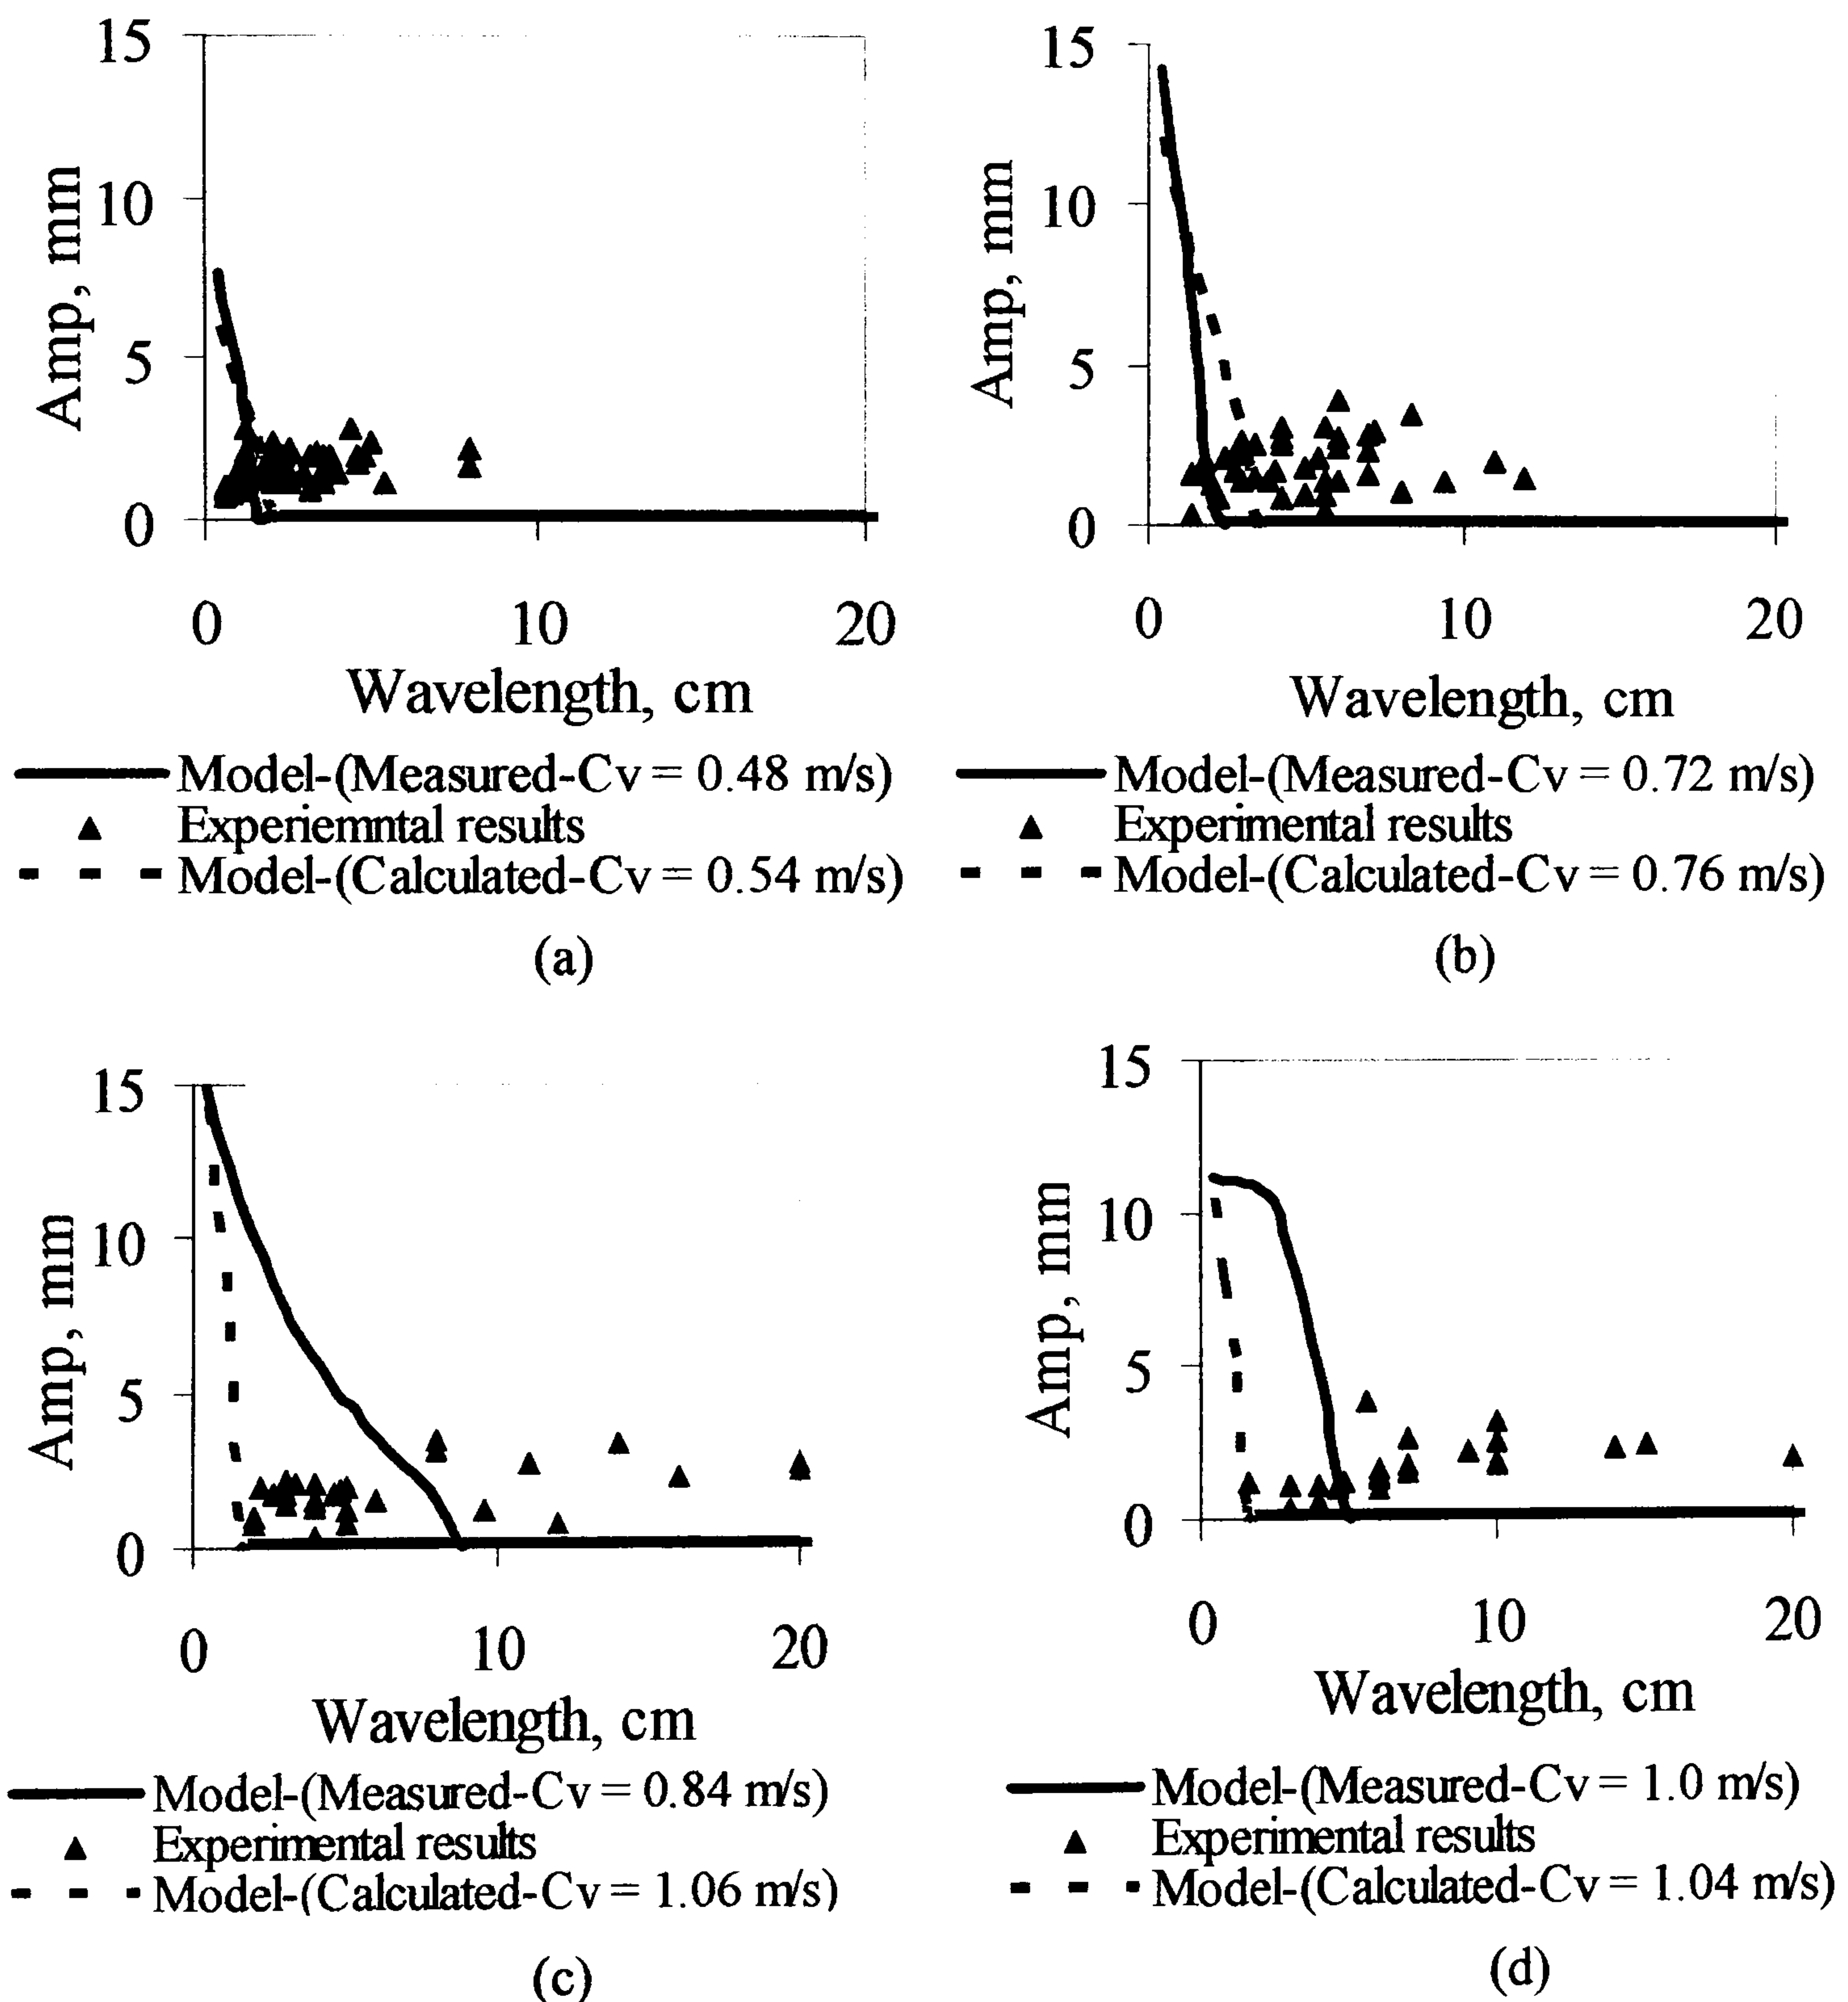 15
10
5
0
Amp, mm
0 10 20
Wavelength, cm
Model-(Measured-Cv = 0.48 m/s)
Experiemntal results
Model-(Calculated-Cv = 0.54 m/s)
(a)
15
10
5
0
Amp, mm
0 10 20
Wavelength, cm
Model-(Measured-Cv = 0.72 m/s)
Experimental results
Model-(Calculated-Cv = 0.76 m/s)
(b)
15
10
5
0
Amp, mm
0 10 20
Wavelength, cm
Model-(Measured-Cv = 0.84 m/s)
Experimental results
Model-(Calculated-Cv = 1.06 m/s)
(c)
15
10
5
0
Amp, mm
0 10 20
Wavelength, cm
Model-(Measured-Cv = 1.0 m/s)
Experimental results
Model-(Calculated-Cv = 1.04 m/s)
(d)